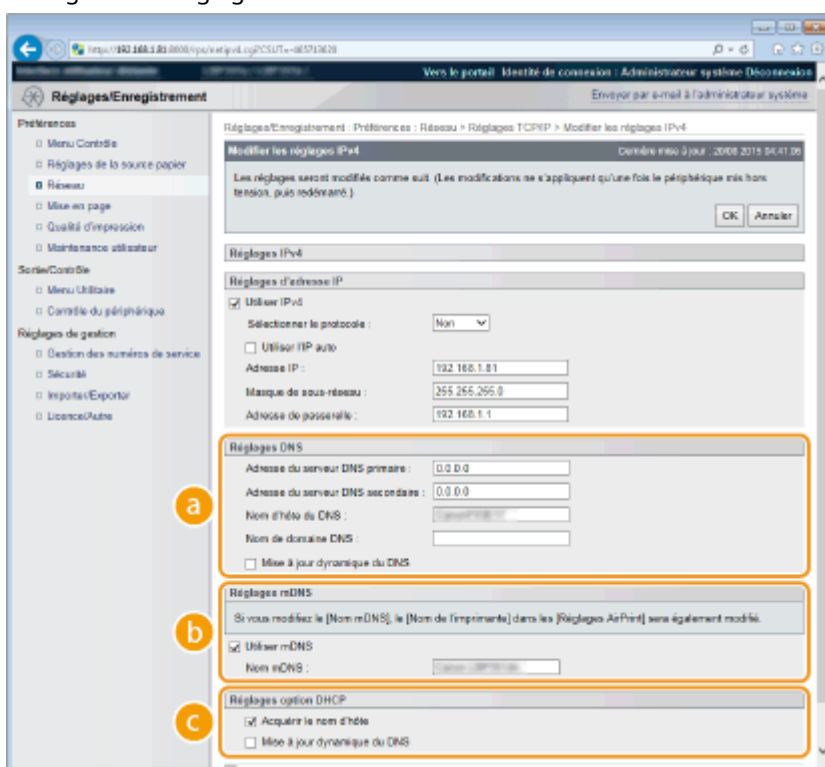 Vers le portail Identité de connexion : Administrateur système Déconnexion
Réglages/Enregistrement
Envoyer par e-mail à l'administrateur système
Préférences
Menu Contrôle
Réglages de la source papier
Réseau
Mise en page
Qualité d'impression
Maintenance utilisateur
Sortie/Contrôle
Menu Utilitaire
Contrôle du périphérique
Réglages de gestion
Gestion des numéros de service
Sécurité
Importer/Exporter
Licence/Autre
Réglages/Enregistrement : Préférences : Réseau > Réglages TCP/IP > Modifier les réglages IPv4
Modifier les réglages IPv4
Dernière mise à jour : 20/08 2015 04:41:06
Les réglages seront modifiés comme suit. (Les modifications ne s'appliquent qu'une fois le périphérique mis hors
tension, puis redémarré.)
OK Annuler
Réglages IPv4
Réglages d'adresse IP
Utiliser IPv4
Sélectionner le protocole : Non
Utiliser l'IP auto
Adresse IP : 192.168.1.81
Masque de sous-réseau : 255.255.255.0
Adresse de passerelle : 192.168.1.1
a
Réglages DNS
Adresse du serveur DNS primaire : 0.0.0.0
Adresse du serveur DNS secondaire : 0.0.0.0
Nom d'hôte du DNS :
Nom de domaine DNS :
Mise à jour dynamique du DNS
b
Réglages mDNS
Si vous modifiez le [Nom mDNS], le [Nom de l'imprimante] dans les [Réglages AirPrint] sera également modifié.
Utiliser mDNS
Nom mDNS :
c
Réglages option DHCP
Acquérir le nom d'hôte
Mise à jour dynamique du DNS